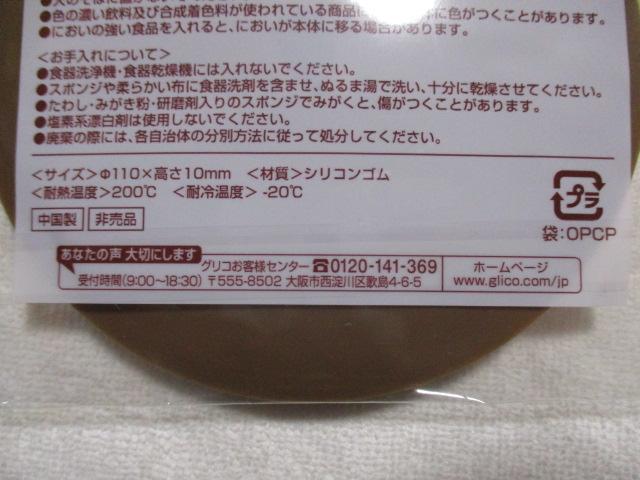 ●色の濃い飲料及び合成着色料が使われている商品に 色がつくことがあります。
●においの強い食品を入れると、においが本体に移る場合があります。
＜お手入れについて＞
●食器洗浄機・食器乾燥機には入れないでください。
●スポンジや柔らかい布に食器洗剤を含ませ、ぬるま湯で洗い、十分に乾燥させてください。
●たわし・みがき粉・研磨剤入りのスポンジでみがくと、傷がつくことがあります。
●塩素系漂白剤は使用しないでください。
●廃棄の際には、各自治体の分別方法に従って処分してください。
＜サイズ＞Φ110×高さ10mm ＜材質＞シリコンゴム
＜耐熱温度＞200℃ ＜耐冷温度＞ -20℃
中国製 非売品
プラ
袋：OPCP
あなたの声 大切にします
グリコお客様センター ☎0120-141-369
受付時間(9:00〜18:30) 〒555-8502 大阪市西淀川区歌島4-6-5
ホームページ
www.glico.com/jp